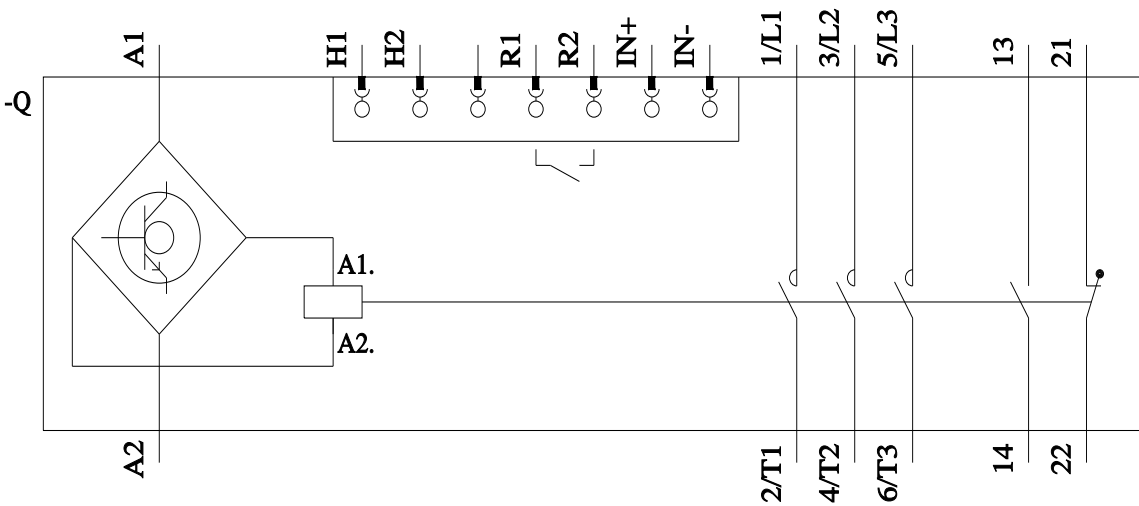 A1
H1
H2
R1
R2
IN+
IN-
1/L1
3/L2
5/L3
13
21
-Q
A1.
A2.
A2
2/T1
4/T2
6/T3
14
22